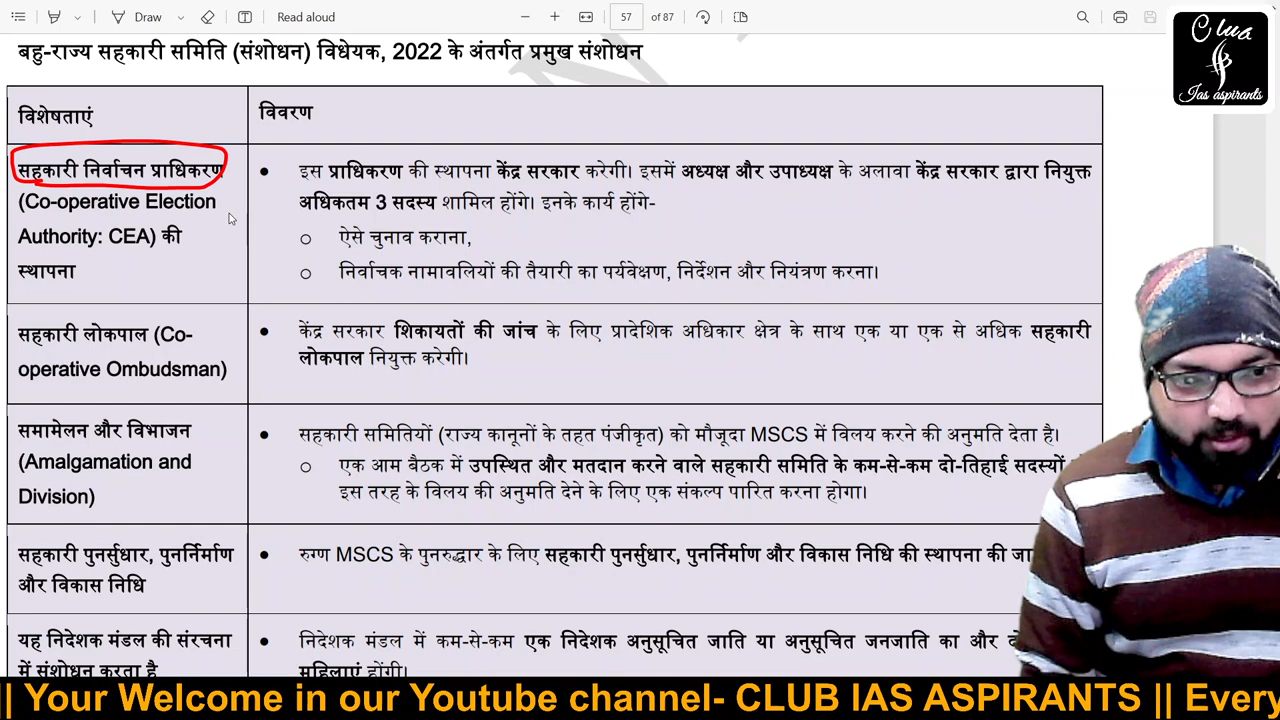 Draw
Read aloud
57 of 87
Club
Ias aspirants
बहु-राज्य सहकारी समिति (संशोधन) विधेयक, 2022 के अंतर्गत प्रमुख संशोधन
विशेषताएं
विवरण
सहकारी निर्वाचन प्राधिकरण
(Co-operative Election
Authority: CEA) की
स्थापना
• इस प्राधिकरण की स्थापना केंद्र सरकार करेगी। इसमें अध्यक्ष और उपाध्यक्ष के अलावा केंद्र सरकार द्वारा नियुक्त
अधिकतम 3 सदस्य शामिल होंगे। इनके कार्य होंगे-
o ऐसे चुनाव कराना,
o निर्वाचक नामावलियों की तैयारी का पर्यवेक्षण, निर्देशन और नियंत्रण करना।
सहकारी लोकपाल (Co-
operative Ombudsman)
• केंद्र सरकार शिकायतों की जांच के लिए प्रादेशिक अधिकार क्षेत्र के साथ एक या एक से अधिक सहकारी
लोकपाल नियुक्त करेगी।
समामेलन और विभाजन
(Amalgamation and
Division)
• सहकारी समितियों (राज्य कानूनों के तहत पंजीकृत) को मौजूदा MSCS में विलय करने की अनुमति देता है।
o एक आम बैठक में उपस्थित और मतदान करने वाले सहकारी समिति के कम-से-कम दो-तिहाई सदस्यों
इस तरह के विलय की अनुमति देने के लिए एक संकल्प पारित करना होगा।
सहकारी पुनर्सुधार, पुनर्निर्माण
और विकास निधि
• रुग्ण MSCS के पुनरुद्धार के लिए सहकारी पुनर्सुधार, पुनर्निर्माण और विकास निधि की स्थापना की
यह निदेशक मंडल की संरचना
में संशोधन करता है
• निदेशक मंडल में कम-से-कम एक निदेशक अनुसूचित जाति या अनुसूचित जनजाति का और
महिलाएं होंगी।
|| Your Welcome in our Youtube channel- CLUB IAS ASPIRANTS || Every